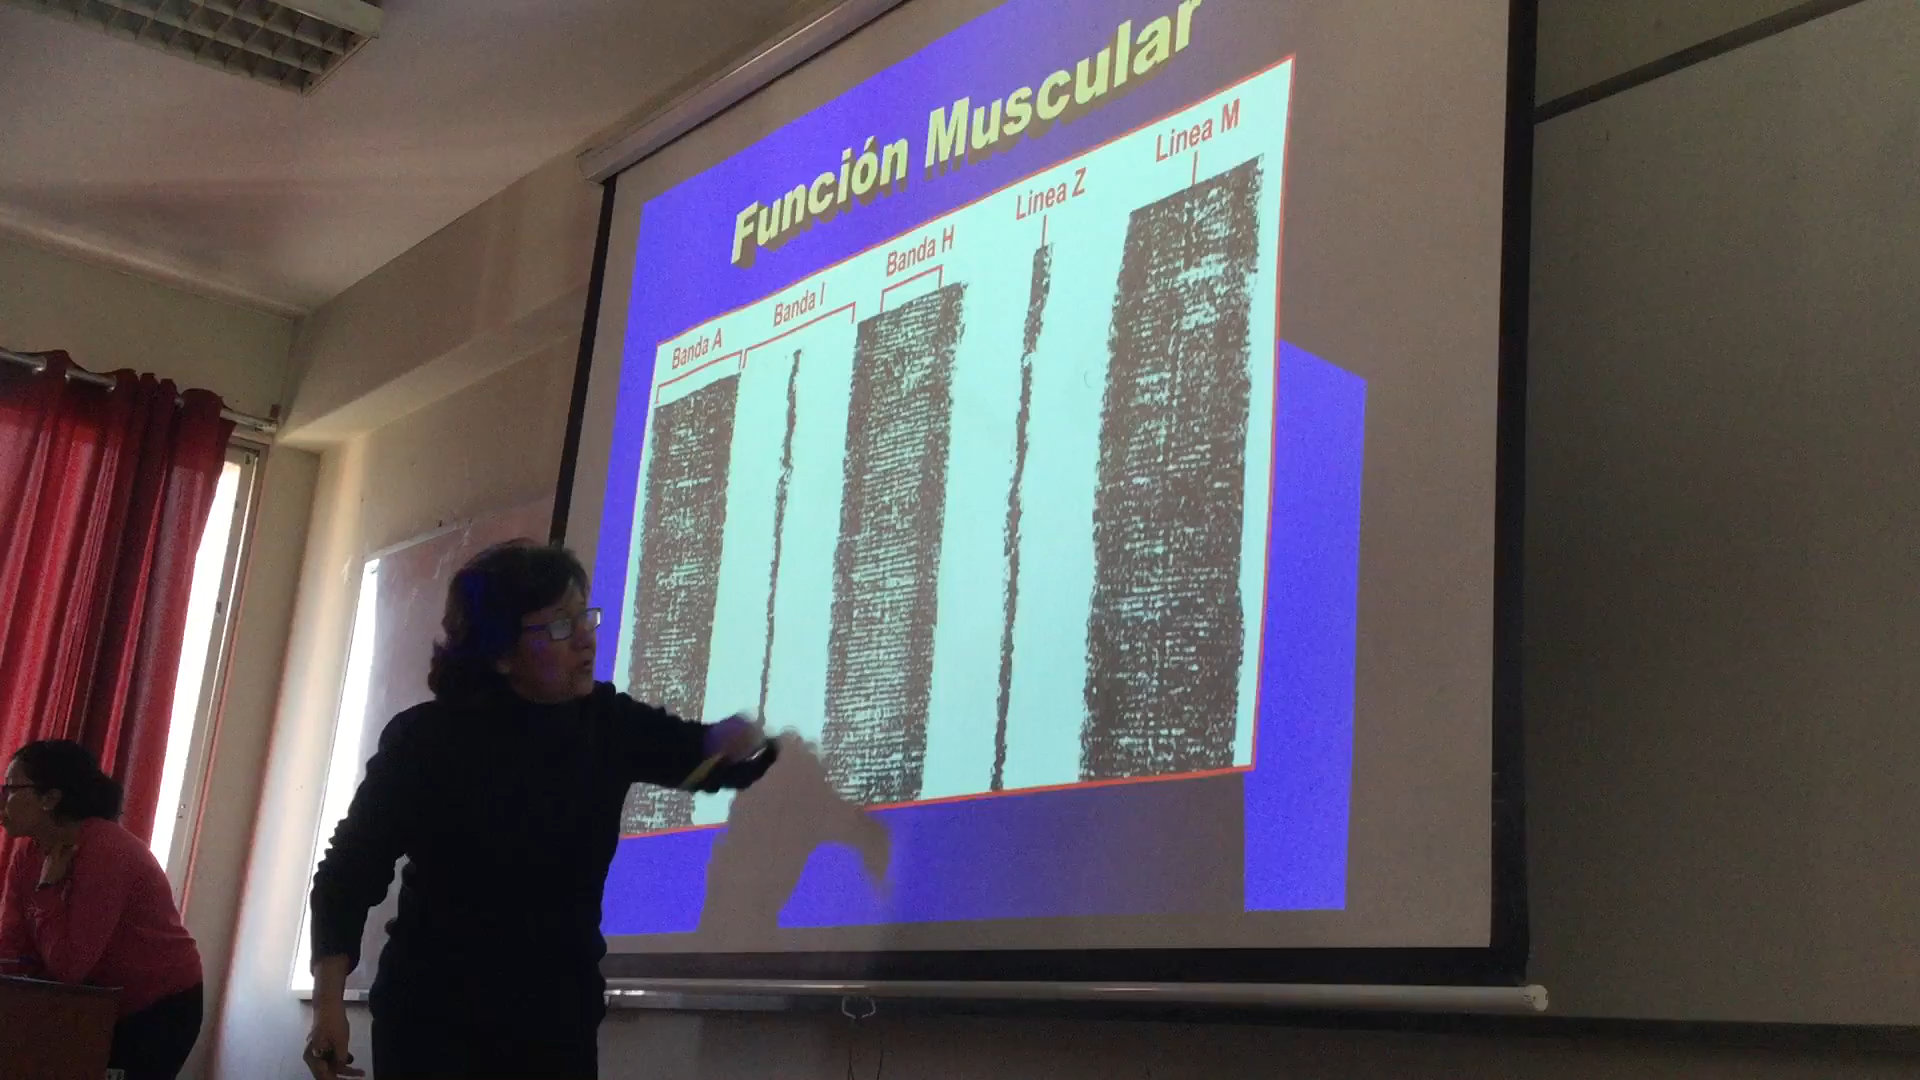 Función Muscular
Banda A
Banda I
Banda H
Linea Z
Linea M